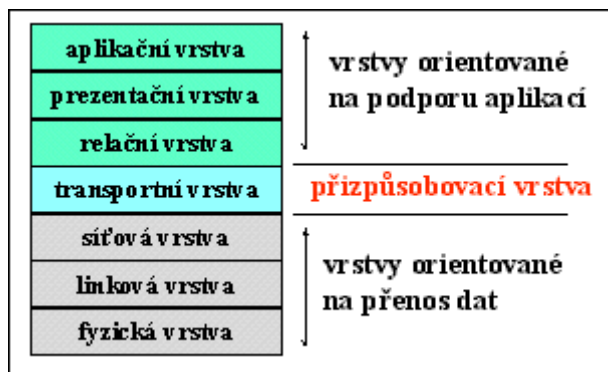 aplikační vrstva
prezentační vrstva
relační vrstva
transportní vrstva
síťová vrstva
linková vrstva
fyzická vrstva
vrstvy orientované
na podporu aplikací
přizpůsobovací vrstva
vrstvy orientované
na přenos dat